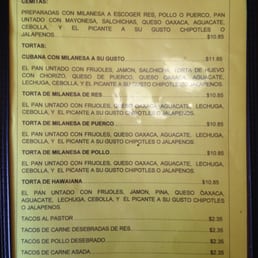 CEMITAS:
PREPARADAS CON MILANESA A ESCOGER RES, POLLO O PUERCO, PAN
UNTADO CON MAYONESA, SALCHICHAS, QUESO OAXACA, AGUACATE,
CEBOLLA, Y EL PICANTE A SU GUSTO CHIPOTLES O
JALAPENOS. $10.85
TORTAS:
CUBANA CON MILANESA A SU GUSTO $11.85
EL PAN UNTADO CON FRIJOLES, JAMON, SALCHICHA, TORTA DE HUEVO
CON CHORIZO, QUESO DE PUERCO, QUESO OAXACA, AGUACATE,
LECHUGA, CEBOLLA, Y EL PICANTE A SU GUSTO CHIPOTLES O
JALAPENOS.
TORTA DE MILANESA DE RES $10.85
EL PAN UNTADO CON FRIJOLES, QUESO OAXACA, AGUACATE, LECHUGA,
CEBOLLA, Y EL PICANTE A SU GUSTO CHIPOTLES O JALAPENOS.
TORTA DE MILANESA DE PUERCO $10.85
EL PAN UNTADO CON FRIJOLES, QUESO OAXACA, AGUACATE, LECHUGA,
CEBOLLA, Y EL PICANTE A SU GUSTO CHIPOTLES O JALAPENOS.
TORTA DE MILANESA DE POLLO $10.85
EL PAN UNTADO CON FRIJOLES, QUESO OAXACA, AGUACATE, LECHUGA,
CEBOLLA, Y EL PICANTE A SU GUSTO CHIPOTLES O JALAPENOS.
TORTA DE HAWAIANA $10.85
EL PAN UNTADO CON FRIJOLES, JAMON, PINA, QUESO OAXACA,
AGUACATE, LECHUGA, CEBOLLA, Y EL PICANTE A SU GUSTO CHIPOTLES
O JALAPENOS.
TACOS AL PASTOR $2.35
TACOS DE CARNE DESEBRADAS DE RES. $2.35
TACOS DE POLLO DESEBRADO $2.35
TACOS DE CARNE ASADA $2.35